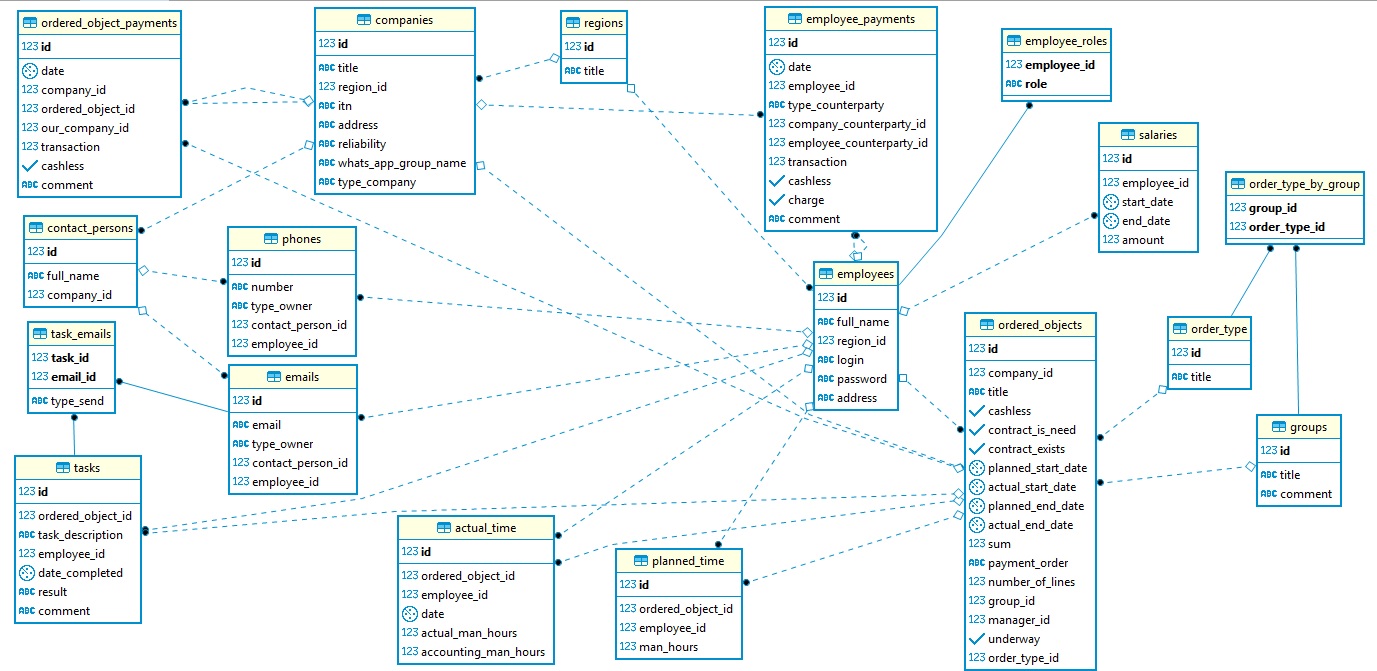 ordered_object_payments
123 id
date
123 company_id
123 ordered_object_id
123 our_company_id
123 transaction
cashless
ABC comment
companies
123 id
ABC title
123 region_id
ABC itn
ABC address
ABC reliability
ABC whats_app_group_name
ABC type_company
regions
123 id
ABC title
employee_payments
123 id
date
123 employee_id
ABC type_counterparty
123 company_counterparty_id
123 employee_counterparty_id
123 transaction
cashless
charge
ABC comment
employee_roles
123 employee_id
ABC role
salaries
123 id
123 employee_id
start_date
end_date
123 amount
order_type_by_group
123 group_id
123 order_type_id
contact_persons
123 id
ABC full_name
123 company_id
phones
123 id
ABC number
ABC type_owner
123 contact_person_id
123 employee_id
employees
123 id
ABC full_name
123 region_id
ABC login
ABC password
ABC address
task_emails
123 task_id
123 email_id
ABC type_send
emails
123 id
ABC email
ABC type_owner
123 contact_person_id
123 employee_id
ordered_objects
123 id
123 company_id
ABC title
cashless
contract_is_need
contract_exists
planned_start_date
actual_start_date
planned_end_date
actual_end_date
123 sum
ABC payment_order
123 number_of_lines
123 group_id
123 manager_id
underway
123 order_type_id
order_type
123 id
ABC title
groups
123 id
ABC title
ABC comment
tasks
123 id
123 ordered_object_id
ABC task_description
123 employee_id
date_completed
ABC result
ABC comment
actual_time
123 id
123 ordered_object_id
123 employee_id
date
123 actual_man_hours
123 accounting_man_hours
planned_time
123 id
123 ordered_object_id
123 employee_id
123 man_hours